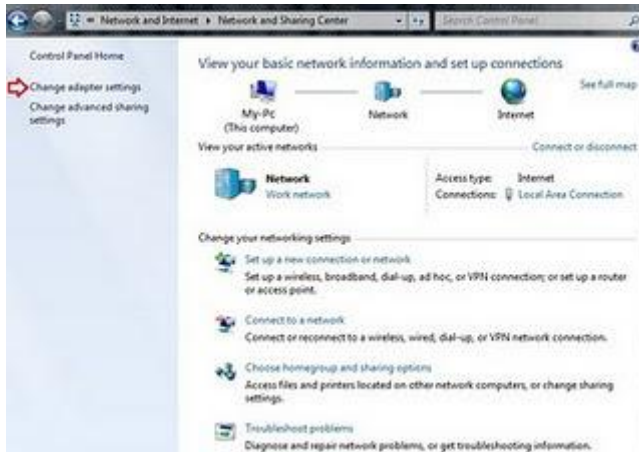 Network and Internet ▸ Network and Sharing Center
Search Control Panel
Control Panel Home
Change adapter settings
Change advanced sharing
settings
View your basic network information and set up connections
See full map
My-Pc
(This computer)
Network
Internet
View your active networks
Connect or disconnect
Network
Work network
Access type: Internet
Connections: Local Area Connection
Change your networking settings
Set up a new connection or network
Set up a wireless, broadband, dial-up, ad hoc, or VPN connection; or set up a router
or access point.
Connect to a network
Connect or reconnect to a wireless, wired, dial-up, or VPN network connection.
Choose homegroup and sharing options
Access files and printers located on other network computers, or change sharing
settings.
Troubleshoot problems
Diagnose and repair network problems, or get troubleshooting information.